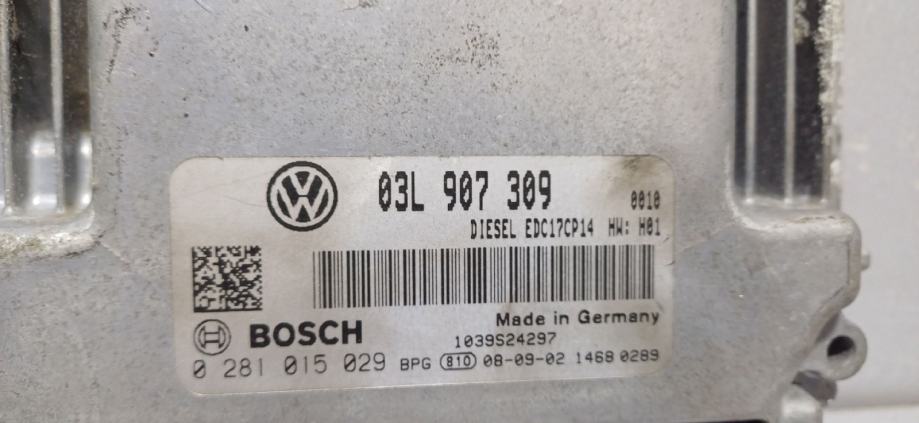 03L 907 309 0010
DIESEL EDC17CP14 HW: H01
Made in Germany
BOSCH 1039S24297
0 281 015 029 BPG 810 08-09-02 1468 0289